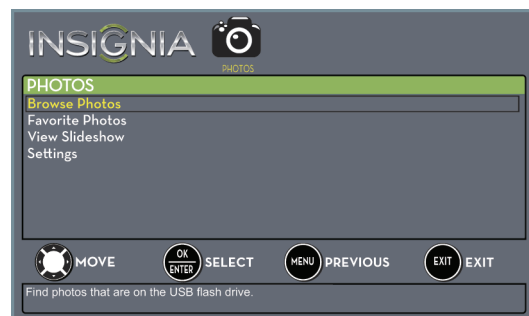 INSIGNIA
PHOTOS
PHOTOS
Browse Photos
Favorite Photos
View Slideshow
Settings
MOVE
OK
ENTER
SELECT
MENU
PREVIOUS
EXIT
EXIT
Find photos that are on the USB flash drive.